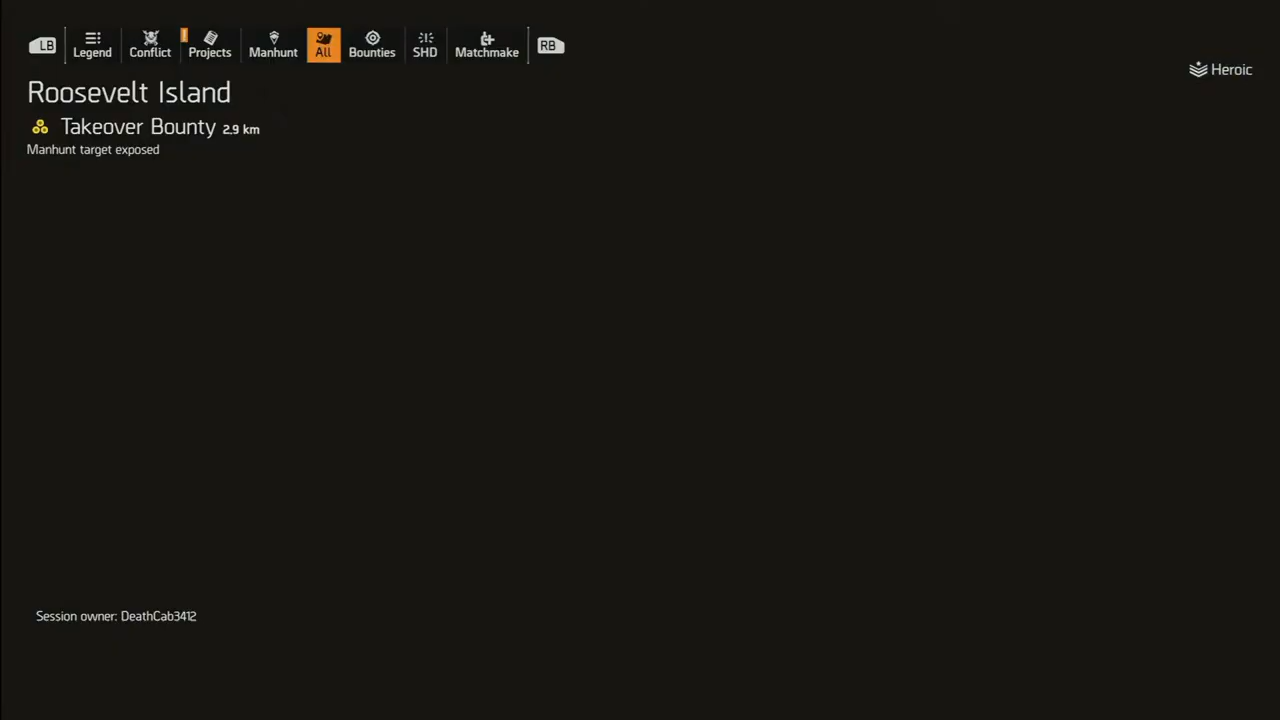 LB Legend Conflict Projects Manhunt All Bounties SHD Matchmake RB
Heroic
Roosevelt Island
Takeover Bounty 2.9 km
Manhunt target exposed
Session owner: DeathCab3412